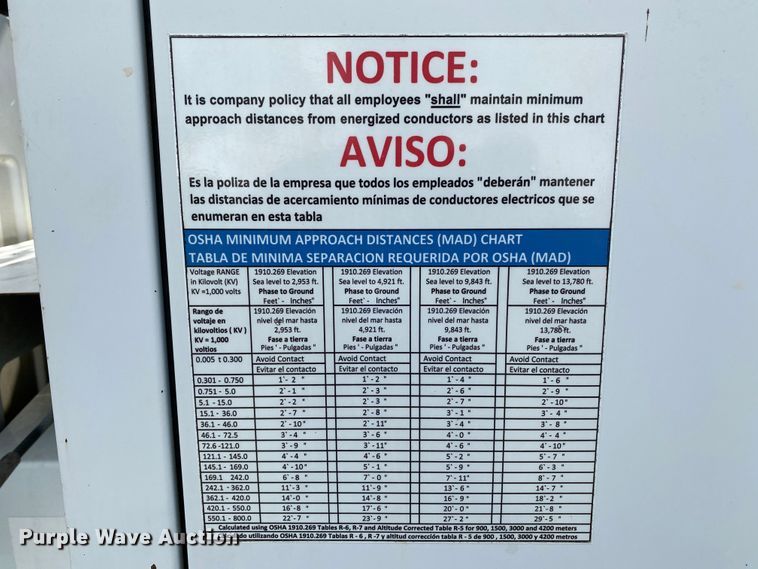 NOTICE:
It is company policy that all employees "shall" maintain minimum
approach distances from energized conductors as listed in this chart
AVISO:
Es la poliza de la empresa que todos los empleados "deberán" mantener
las distancias de acercamiento mínimas de conductores electricos que se
enumeran en esta tabla
OSHA MINIMUM APPROACH DISTANCES (MAD) CHART
TABLA DE MINIMA SEPARACION REQUERIDA POR OSHA (MAD)
Voltage RANGE 1910.269 Elevation 1910.269 Elevation 1910.269 Elevation 1910.269 Elevation
in Kilovolt (KV) Sea level to 2,953 ft. Sea level to 4,921 ft. Sea level to 9,843 ft. Sea level to 13,780 ft.
KV =1,000 volts Phase to Ground Phase to Ground Phase to Ground Phase to Ground
Feet` - Inches" Feet` - Inches" Feet` - Inches" Feet` - Inches"
Rango de 1910.269 Elevación 1910.269 Elevación 1910.269 Elevación 1910.269 Elevación
voltaje en nivel del mar hasta nivel del mar hasta nivel del mar hasta nivel del mar hasta
kilovoltios ( KV ) 2,953 ft. 4,921 ft. 9,843 ft. 13,780 ft.
KV = 1,000 Fase a tierra Fase a tierra Fase a tierra Fase a tierra
voltios Pies ' - Pulgadas " Pies ' - Pulgadas " Pies ' - Pulgadas " Pies ' - Pulgadas "
0.005 t 0.300 Avoid Contact Avoid Contact Avoid Contact Avoid Contact
Evitar el contacto Evitar el contacto Evitar el contacto Evitar el contacto
0.301 - 0.750 1`- 2 " 1`- 2 " 1`- 4 " 1`- 6 "
0.751 - 5.0 2` - 1 " 2` - 3 " 2` - 6 " 2` - 9 "
5.1 - 15.0 2` - 2 " 2` - 3 " 2` - 7 " 2` - 10 "
15.1 - 36.0 2` - 7 " 2` - 8 " 3` - 1 " 3` - 4 "
36.1 - 46.0 2` - 10 " 2` - 11" 3` - 4 " 3` - 8 "
46.1 - 72.5 3` - 4 " 3` - 6 " 4` - 0 " 4` - 4 "
72.6 -121.0 3` - 9 " 3` - 11" 4` - 6 " 4` - 10"
121.1 - 145.0 4` - 4 " 4` - 6 " 5` - 2 " 5` - 7 "
145.1 - 169.0 4` - 10" 5` - 1 " 5` - 9 " 6` - 3 "
169.1 242.0 6` - 8 " 7` - 0 " 7` - 11" 8` - 7 "
242.1 - 362.0 11`- 3 " 11`- 9 " 13`- 6 " 14`- 7 "
362.1 - 420.0 14`- 0 " 14`- 8 " 16`- 9 " 18`- 2 "
420.1 - 550.0 16`- 8 " 17`- 6 " 20`- 0 " 21`- 8 "
550.1 - 800.0 22`- 7 " 23`- 9 " 27`- 2 " 29`- 5 "
Calculated using OSHA 1910.269 Tables R-6, R-7 and Altitude Corrected Table R-5 for 900, 1500, 3000 and 4200 meters
utilizando OSHA 1910.269 Tablas R - 6 , R -7 y altitud corrección tabla R - 5 de 900 , 1500, 3000 y 4200 metros
Purple Wave Auction